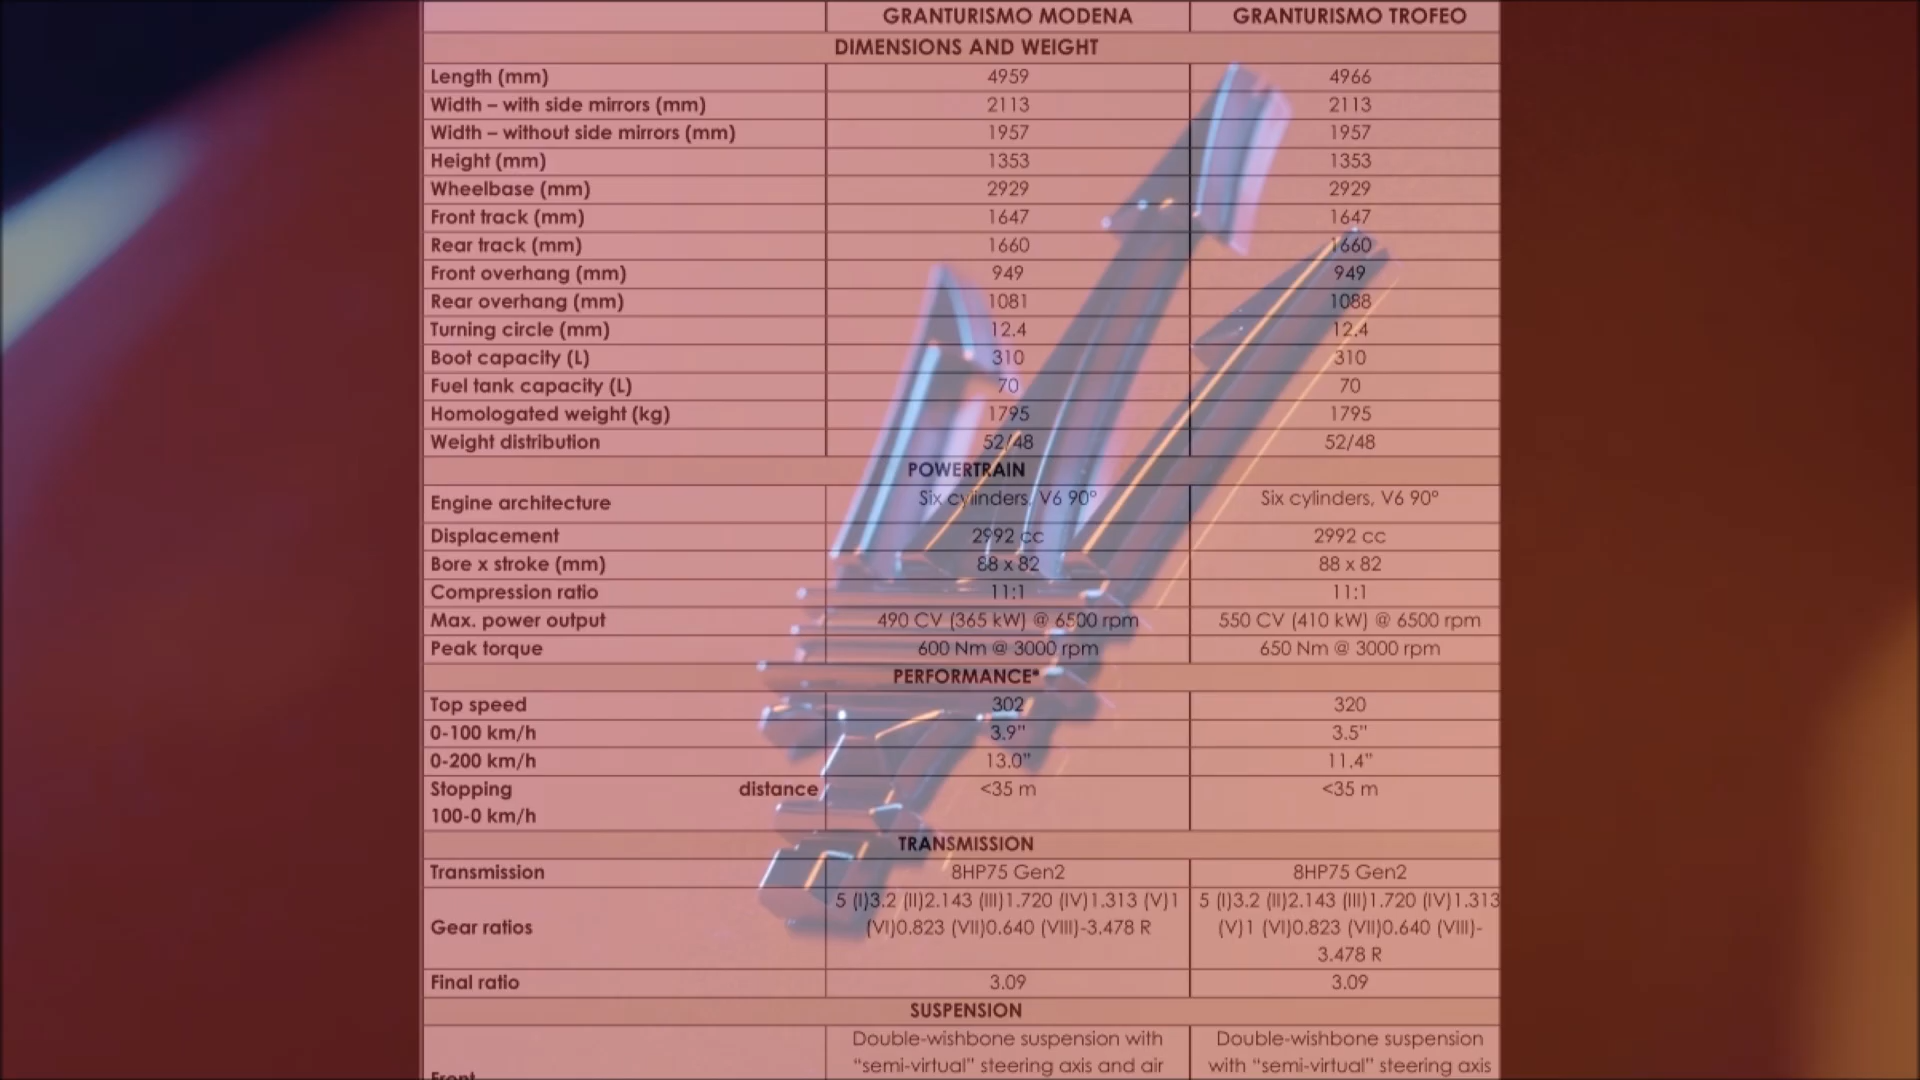 GRANTURISMO MODENA GRANTURISMO TROFEO
DIMENSIONS AND WEIGHT
Length (mm) 4959 4966
Width – with side mirrors (mm) 2113 2113
Width – without side mirrors (mm) 1957 1957
Height (mm) 1353 1353
Wheelbase (mm) 2929 2929
Front track (mm) 1647 1647
Rear track (mm) 1660 1660
Front overhang (mm) 949 949
Rear overhang (mm) 1081 1088
Turning circle (mm) 12.4 12.4
Boot capacity (L) 310 310
Fuel tank capacity (L) 70 70
Homologated weight (kg) 1795 1795
Weight distribution 52/48 52/48
POWERTRAIN
Engine architecture Six cylinders, V6 90° Six cylinders, V6 90°
Displacement 2992 cc 2992 cc
Bore x stroke (mm) 88 x 82 88 x 82
Compression ratio 11:1 11:1
Max. power output 490 CV (365 kW) @ 6500 rpm 550 CV (410 kW) @ 6500 rpm
Peak torque 600 Nm @ 3000 rpm 650 Nm @ 3000 rpm
PERFORMANCE*
Top speed 302 320
0-100 km/h 3.9" 3.5"
0-200 km/h 13.0" 11.4"
Stopping distance <35 m <35 m
100-0 km/h
TRANSMISSION
Transmission 8HP75 Gen2 8HP75 Gen2
5 (I)3.2 (II)2.143 (III)1.720 (IV)1.313 (V)1 5 (I)3.2 (II)2.143 (III)1.720 (IV)1.313
Gear ratios (VI)0.823 (VII)0.640 (VIII)-3.478 R (V)1 (VI)0.823 (VII)0.640 (VIII)-
3.478 R
Final ratio 3.09 3.09
SUSPENSION
Double-wishbone suspension with Double-wishbone suspension
"semi-virtual" steering axis and air with "semi-virtual" steering axis
Front